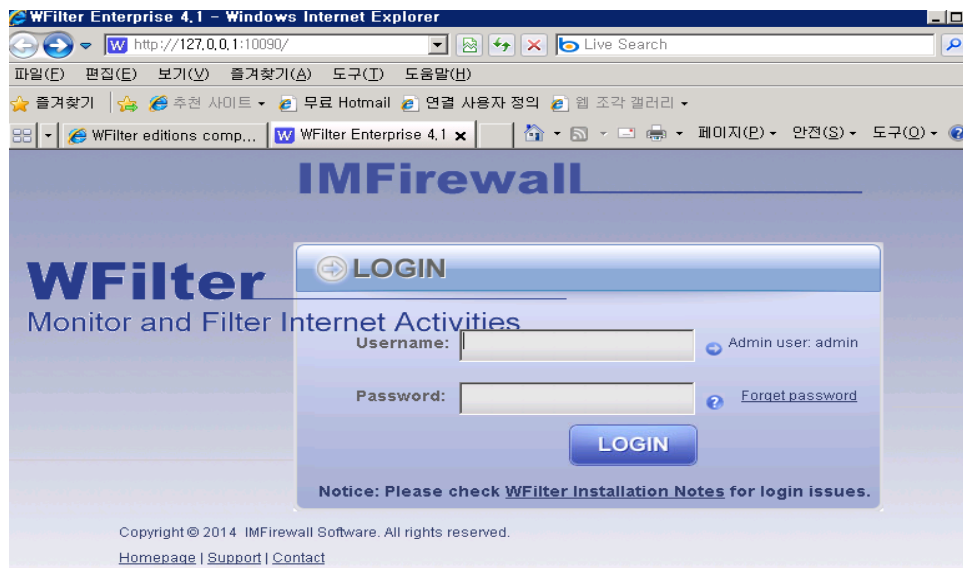 WFilter Enterprise 4.1 - Windows Internet Explorer
http://127.0.0.1:10090/
Live Search
파일(F) 편집(E) 보기(V) 즐겨찾기(A) 도구(T) 도움말(H)
즐겨찾기 추천 사이트 무료 Hotmail 연결 사용자 정의 웹 조각 갤러리
WFilter editions comp... WFilter Enterprise 4.1 페이지(P) 안전(S) 도구(O)
IMFirewall
LOGIN
WFilter
Monitor and Filter Internet Activities
Username: Admin user: admin
Password: Forget password
LOGIN
Notice: Please check WFilter Installation Notes for login issues.
Copyright © 2014 IMFirewall Software. All rights reserved.
Homepage | Support | Contact